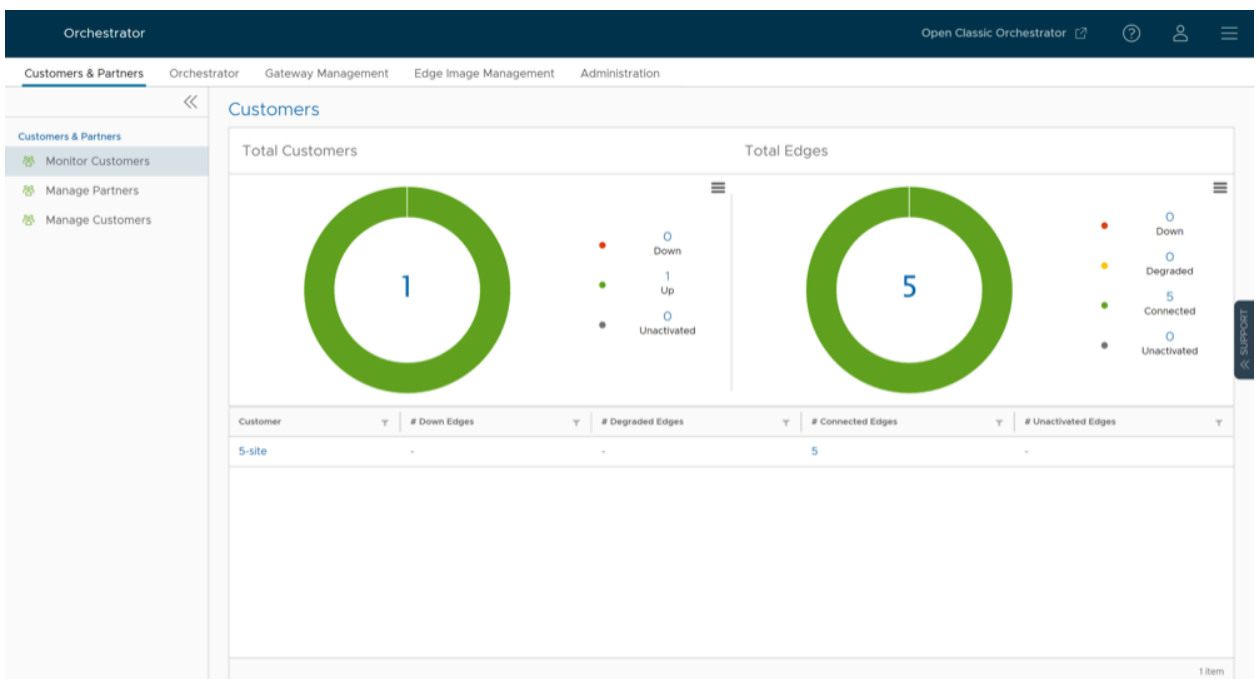 Orchestrator
Open Classic Orchestrator
Customers & Partners
Orchestrator
Gateway Management
Edge Image Management
Administration
Customers & Partners
Monitor Customers
Manage Partners
Manage Customers
Customers
Total Customers
1
0
Down
1
Up
0
Unactivated
Total Edges
5
0
Down
0
Degraded
5
Connected
0
Unactivated
SUPPORT
Customer # Down Edges # Degraded Edges # Connected Edges # Unactivated Edges
5-site - - 5 -
1 item